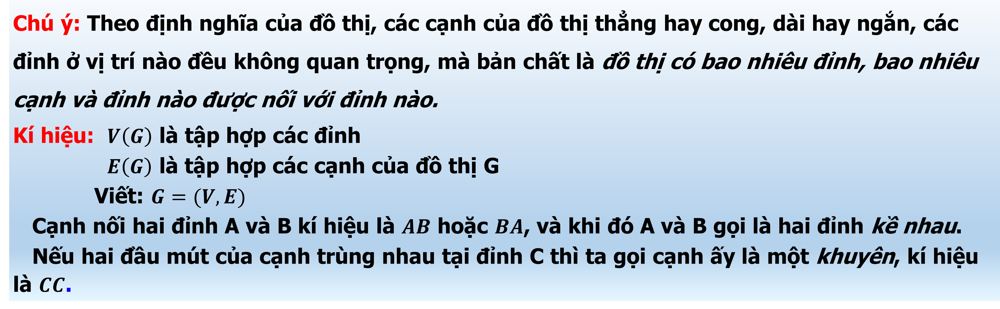 Chú ý: Theo định nghĩa của đồ thị, các cạnh của đồ thị thẳng hay cong, dài hay ngắn, các
đỉnh ở vị trí nào đều không quan trọng, mà bản chất là đồ thị có bao nhiêu đỉnh, bao nhiêu
cạnh và đỉnh nào được nối với đỉnh nào.
Kí hiệu: V(G) là tập hợp các đỉnh
E(G) là tập hợp các cạnh của đồ thị G
Viết: G = (V, E)
Cạnh nối hai đỉnh A và B kí hiệu là AB hoặc BA, và khi đó A và B gọi là hai đỉnh kề nhau.
Nếu hai đầu mút của cạnh trùng nhau tại đỉnh C thì ta gọi cạnh ấy là một khuyên, kí hiệu
là CC.